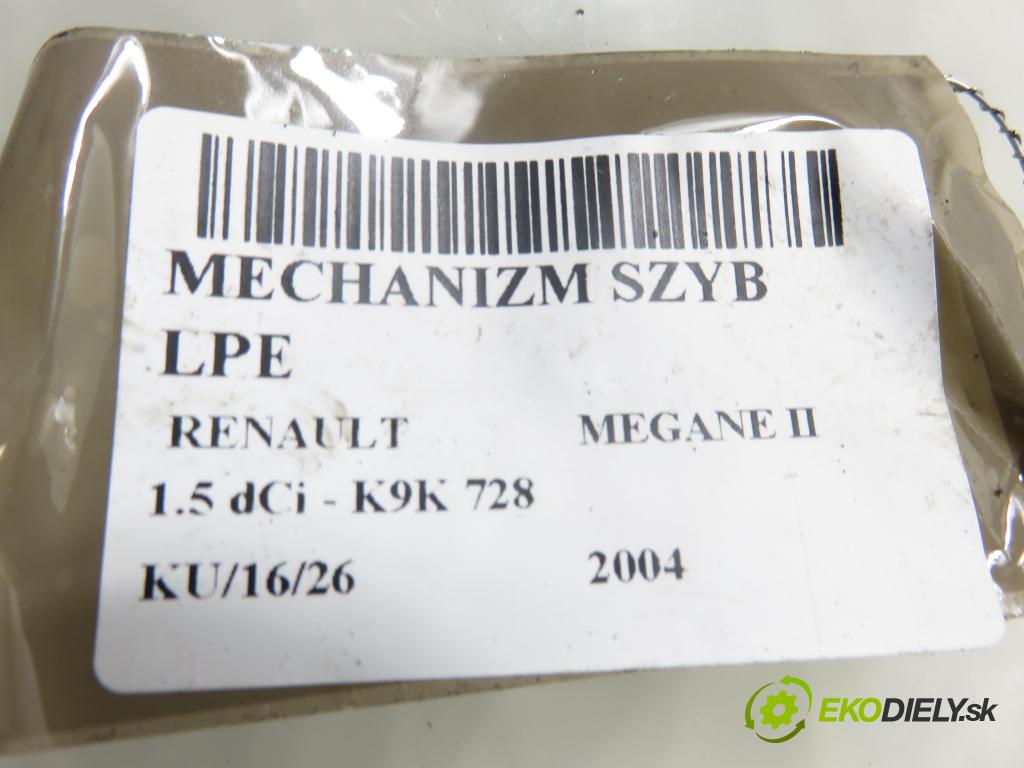 MECHANIZM SZYB
LPE
RENAULT MEGANE II
1.5 dCi - K9K 728
KU/16/26 2004
EKODIELY.sk